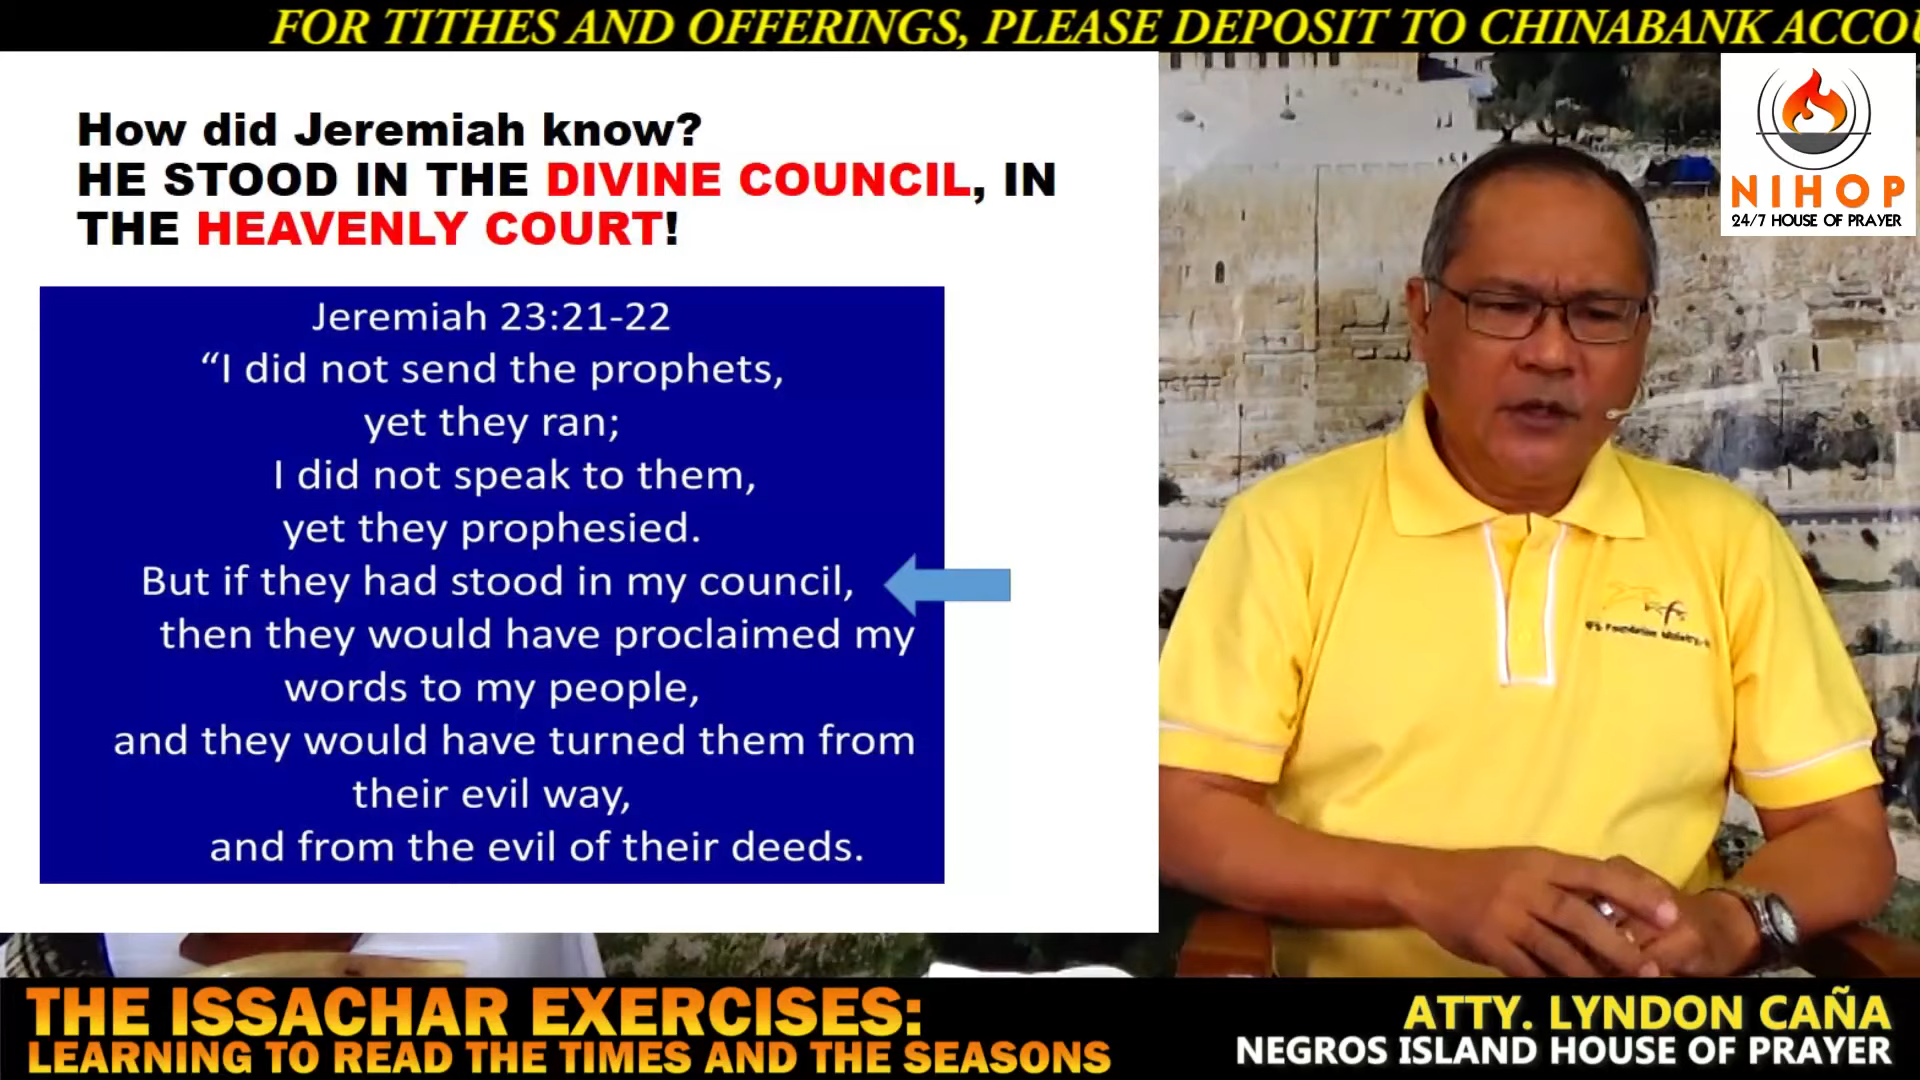 FOR TITHES AND OFFERINGS, PLEASE DEPOSIT TO CHINABANK
How did Jeremiah know?
HE STOOD IN THE DIVINE COUNCIL, IN
THE HEAVENLY COURT!
Jeremiah 23:21-22
“I did not send the prophets,
yet they ran;
I did not speak to them,
yet they prophesied.
But if they had stood in my council,
then they would have proclaimed my
words to my people,
and they would have turned them from
their evil way,
and from the evil of their deeds.
NIHOP
24/7 HOUSE OF PRAYER
Foundation
THE ISSACHAR EXERCISES:
LEARNING TO READ THE TIMES AND THE SEASONS
ATTY. LYNDON CAÑA
NEGROS ISLAND HOUSE OF PRAYER